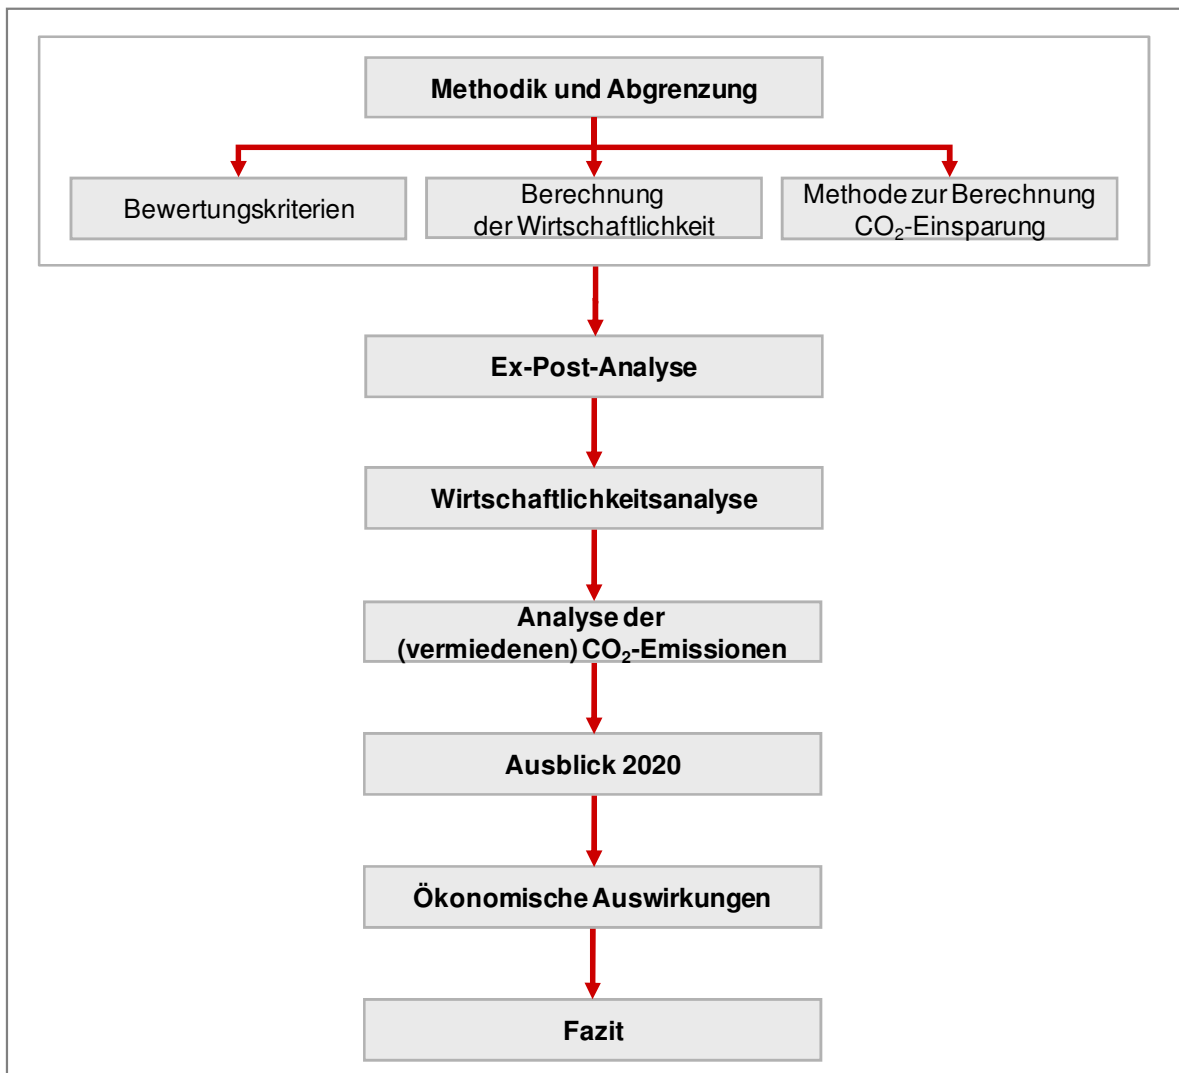 Methodik und Abgrenzung
Bewertungskriterien
Berechnung
der Wirtschaftlichkeit
Methode zur Berechnung
CO₂-Einsparung
Ex-Post-Analyse
Wirtschaftlichkeitsanalyse
Analyse der
(vermiedenen) CO₂-Emissionen
Ausblick 2020
Ökonomische Auswirkungen
Fazit